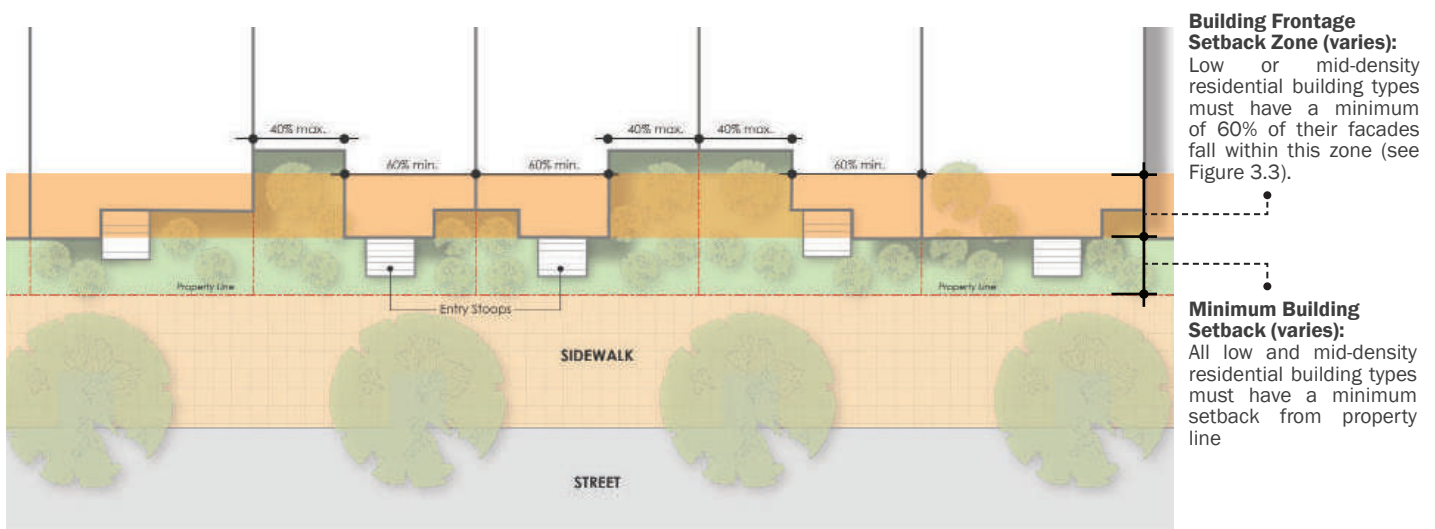 Building Frontage
Setback Zone (varies):
Low or mid-density
residential building types
must have a minimum
of 60% of their facades
fall within this zone (see
Figure 3.3).
40% max.
40% max.
40% max.
60% min.
60% min.
60% min.
Property Line
Property Line
Entry Stoops
Minimum Building
Setback (varies):
All low and mid-density
residential building types
must have a minimum
setback from property
line
SIDEWALK
STREET